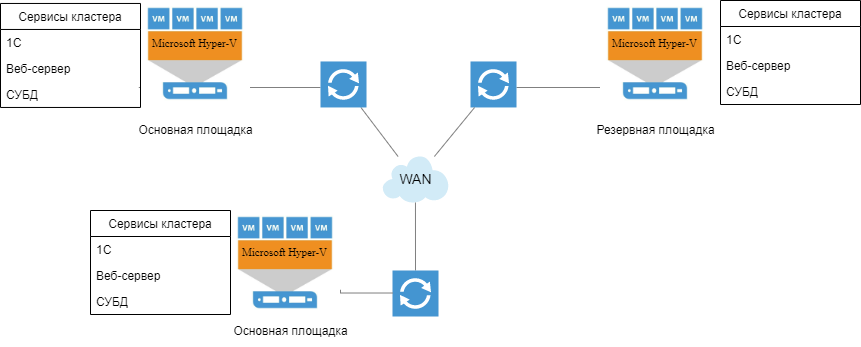 Сервисы кластера
1С
Веб-сервер
СУБД
VM VM VM VM
Microsoft Hyper-V
Основная площадка
VM VM VM VM
Microsoft Hyper-V
Резервная площадка
Сервисы кластера
1С
Веб-сервер
СУБД
WAN
Сервисы кластера
1С
Веб-сервер
СУБД
VM VM VM VM
Microsoft Hyper-V
Основная площадка